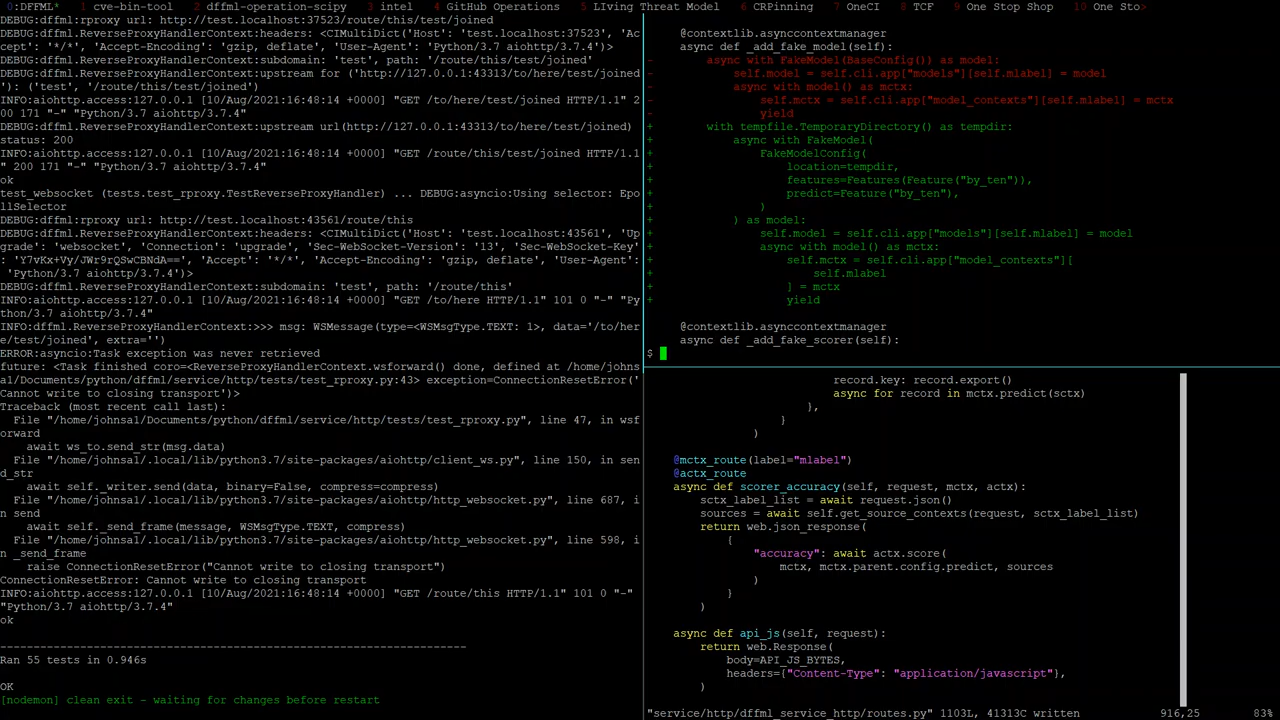 0:DFFML* 1 cve-bin-tool 2 dffml-operation-scipy 3 intel 4 GitHub Operations 5 LIving Threat Model 6 CRPinning 7 OneCI 8 TCF 9 One Stop Shop 10 One Sto>
DEBUG:dffml:rproxy url: http://test.localhost:37523/route/this/test/joined
DEBUG:dffml.ReverseProxyHandlerContext:headers: <CIMultiDict('Host': 'test.localhost:37523', 'Ac
cept': '*/*', 'Accept-Encoding': 'gzip, deflate', 'User-Agent': 'Python/3.7 aiohttp/3.7.4')>
DEBUG:dffml.ReverseProxyHandlerContext:subdomain: 'test', path: '/route/this/test/joined'
DEBUG:dffml.ReverseProxyHandlerContext:upstream for ('http://127.0.0.1:43313/to/here/test/joined
'): ('test', '/route/this/test/joined')
INFO:aiohttp.access:127.0.0.1 [10/Aug/2021:16:48:14 +0000] "GET /to/here/test/joined HTTP/1.1" 2
00 171 "-" "Python/3.7 aiohttp/3.7.4"
DEBUG:dffml.ReverseProxyHandlerContext:upstream url(http://127.0.0.1:43313/to/here/test/joined)
status: 200
INFO:aiohttp.access:127.0.0.1 [10/Aug/2021:16:48:14 +0000] "GET /route/this/test/joined HTTP/1.1
" 200 171 "-" "Python/3.7 aiohttp/3.7.4"
ok
test_websocket (tests.test_rproxy.TestReverseProxyHandler) ... DEBUG:asyncio:Using selector: Epo
llSelector
DEBUG:dffml:rproxy url: http://test.localhost:43561/route/this
DEBUG:dffml.ReverseProxyHandlerContext:headers: <CIMultiDict('Host': 'test.localhost:43561', 'Up
grade': 'websocket', 'Connection': 'upgrade', 'Sec-WebSocket-Version': '13', 'Sec-WebSocket-Key'
: 'Y7vKx+Vy/JWr9rQSwCBNdA==', 'Accept': '*/*', 'Accept-Encoding': 'gzip, deflate', 'User-Agent':
'Python/3.7 aiohttp/3.7.4')>
DEBUG:dffml.ReverseProxyHandlerContext:subdomain: 'test', path: '/route/this'
INFO:aiohttp.access:127.0.0.1 [10/Aug/2021:16:48:14 +0000] "GET /to/here HTTP/1.1" 101 0 "-" "Py
thon/3.7 aiohttp/3.7.4"
INFO:dffml.ReverseProxyHandlerContext:>>> msg: WSMessage(type=<WSMsgType.TEXT: 1>, data='/to/her
e/test/joined', extra='')
ERROR:asyncio:Task exception was never retrieved
future: <Task finished coro=<ReverseProxyHandlerContext.wsforward() done, defined at /home/johns
a1/Documents/python/dffml/service/http/tests/test_rproxy.py:43> exception=ConnectionResetError('
Cannot write to closing transport')>
Traceback (most recent call last):
File "/home/johnsa1/Documents/python/dffml/service/http/tests/test_rproxy.py", line 47, in wsf
orward
await ws_to.send_str(msg.data)
File "/home/johnsa1/.local/lib/python3.7/site-packages/aiohttp/client_ws.py", line 150, in sen
d_str
await self._writer.send(data, binary=False, compress=compress)
File "/home/johnsa1/.local/lib/python3.7/site-packages/aiohttp/http_websocket.py", line 687, i
n send
await self._send_frame(message, WSMsgType.TEXT, compress)
File "/home/johnsa1/.local/lib/python3.7/site-packages/aiohttp/http_websocket.py", line 598, i
n _send_frame
raise ConnectionResetError("Cannot write to closing transport")
ConnectionResetError: Cannot write to closing transport
INFO:aiohttp.access:127.0.0.1 [10/Aug/2021:16:48:14 +0000] "GET /route/this HTTP/1.1" 101 0 "-"
"Python/3.7 aiohttp/3.7.4"
ok
----------------------------------------------------------------------
Ran 55 tests in 0.946s
OK
[nodemon] clean exit - waiting for changes before restart
@contextlib.asynccontextmanager
async def _add_fake_model(self):
- async with FakeModel(BaseConfig()) as model:
- self.model = self.cli.app["models"][self.mlabel] = model
- async with model() as mctx:
- self.mctx = self.cli.app["model_contexts"][self.mlabel] = mctx
- yield
+ with tempfile.TemporaryDirectory() as tempdir:
+ async with FakeModel(
+ FakeModelConfig(
+ location=tempdir,
+ features=Features(Feature("by_ten")),
+ predict=Feature("by_ten"),
+ )
+ ) as model:
+ self.model = self.cli.app["models"][self.mlabel] = model
+ async with model() as mctx:
+ self.mctx = self.cli.app["model_contexts"][
+ self.mlabel
+ ] = mctx
+ yield
@contextlib.asynccontextmanager
async def _add_fake_scorer(self):
$
record.key: record.export()
async for record in mctx.predict(sctx)
},
}
)
@mctx_route(label="mlabel")
@actx_route
async def scorer_accuracy(self, request, mctx, actx):
sctx_label_list = await request.json()
sources = await self.get_source_contexts(request, sctx_label_list)
return web.json_response(
{
"accuracy": await actx.score(
mctx, mctx.parent.config.predict, sources
)
}
)
async def api_js(self, request):
return web.Response(
body=API_JS_BYTES,
headers={"Content-Type": "application/javascript"},
)
"service/http/dffml_service_http/routes.py" 1103L, 41313C written 916,25 83%